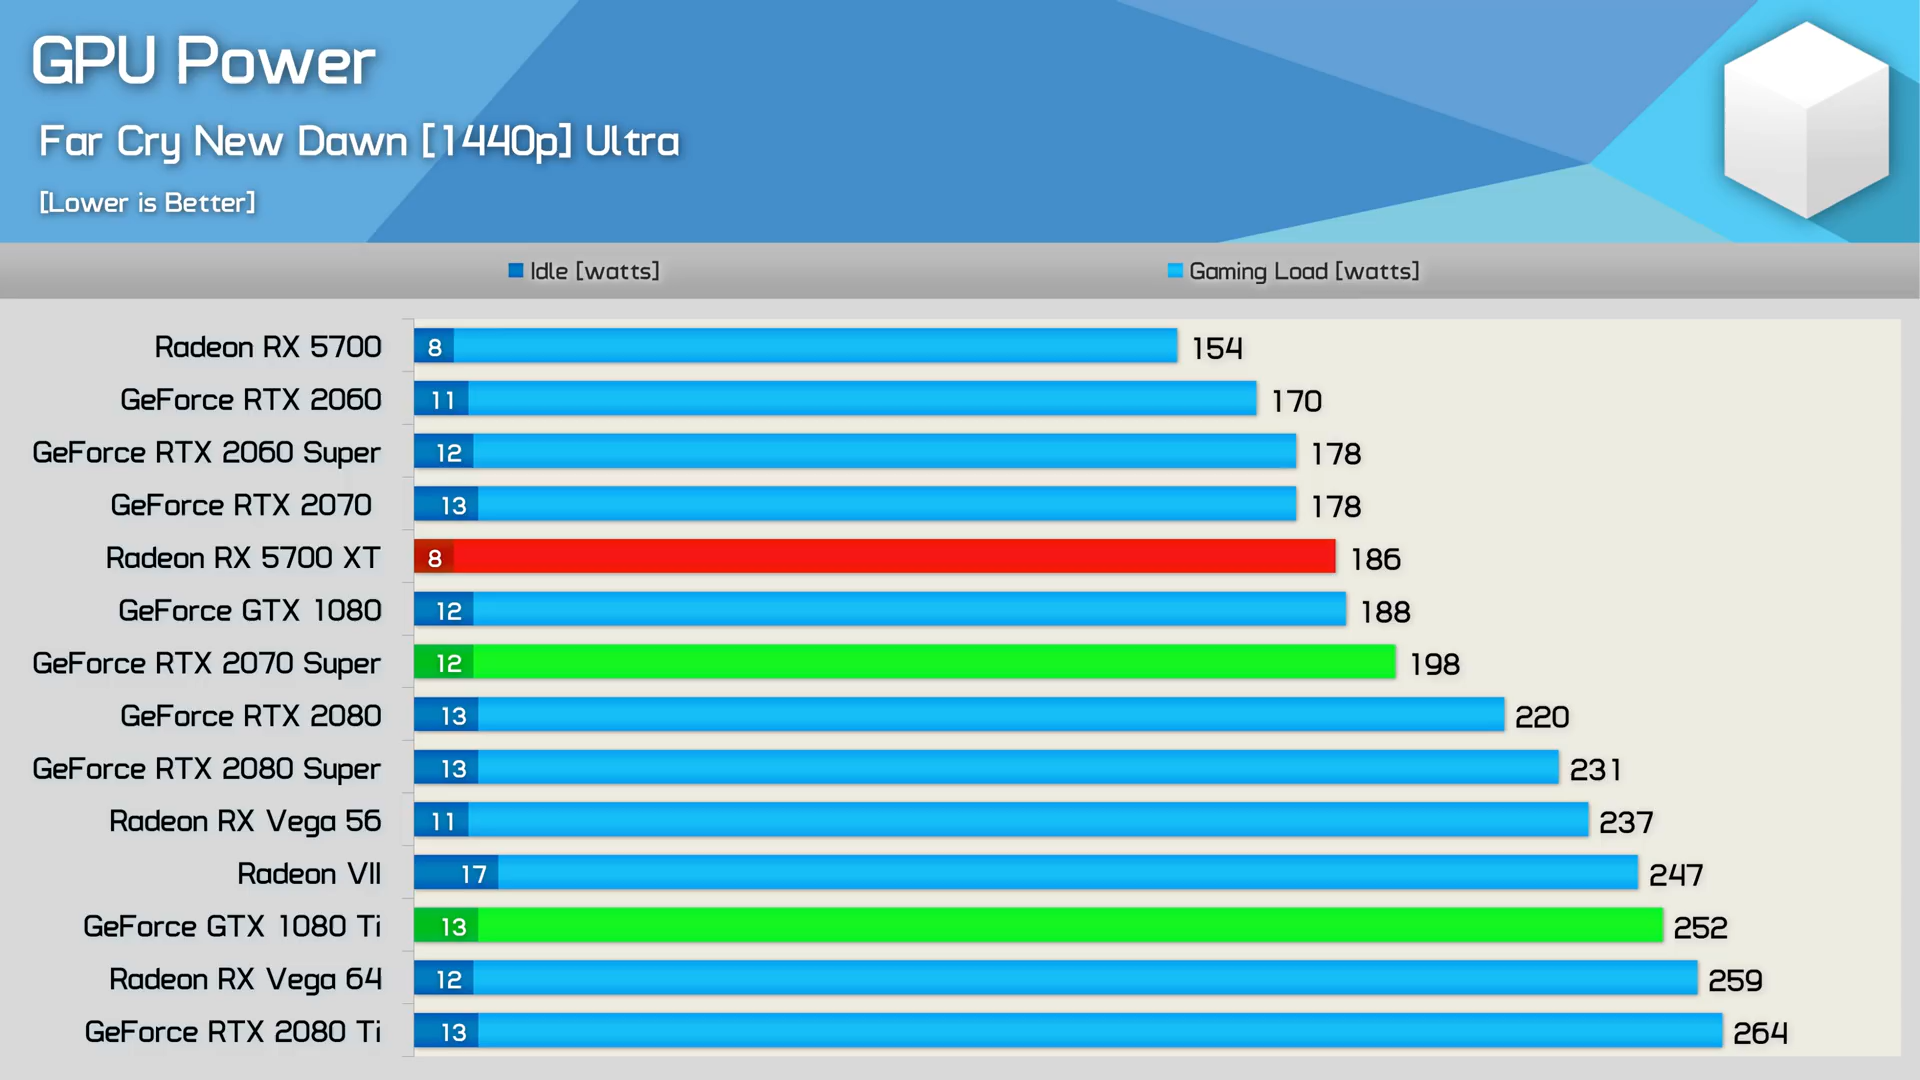 GPU Power
Far Cry New Dawn [1440p] Ultra
[Lower is Better]
Idle [watts] Gaming Load [watts]
Radeon RX 5700 8 154
GeForce RTX 2060 11 170
GeForce RTX 2060 Super 12 178
GeForce RTX 2070 13 178
Radeon RX 5700 XT 8 186
GeForce GTX 1080 12 188
GeForce RTX 2070 Super 12 198
GeForce RTX 2080 13 220
GeForce RTX 2080 Super 13 231
Radeon RX Vega 56 11 237
Radeon VII 17 247
GeForce GTX 1080 Ti 13 252
Radeon RX Vega 64 12 259
GeForce RTX 2080 Ti 13 264